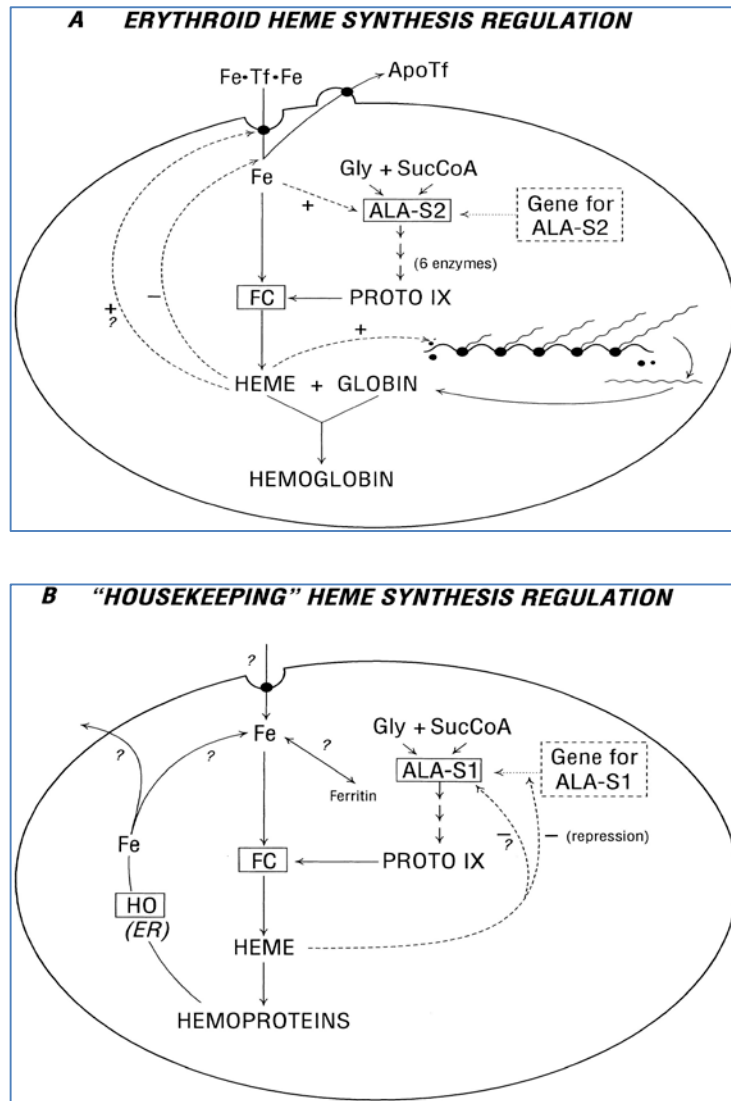 A ERYTHROID HEME SYNTHESIS REGULATION
Fe•Tf•Fe
ApoTf
Fe
Gly + SucCoA
+
ALA-S2
Gene for
ALA-S2
(6 enzymes)
FC
PROTO IX
+
?
−
+
HEME + GLOBIN
HEMOGLOBIN
B "HOUSEKEEPING" HEME SYNTHESIS REGULATION
?
Fe
?
?
?
Gly + SucCoA
ALA-S1
Gene for
ALA-S1
Ferritin
Fe
−
?
− (repression)
FC
PROTO IX
HO
(ER)
HEME
HEMOPROTEINS